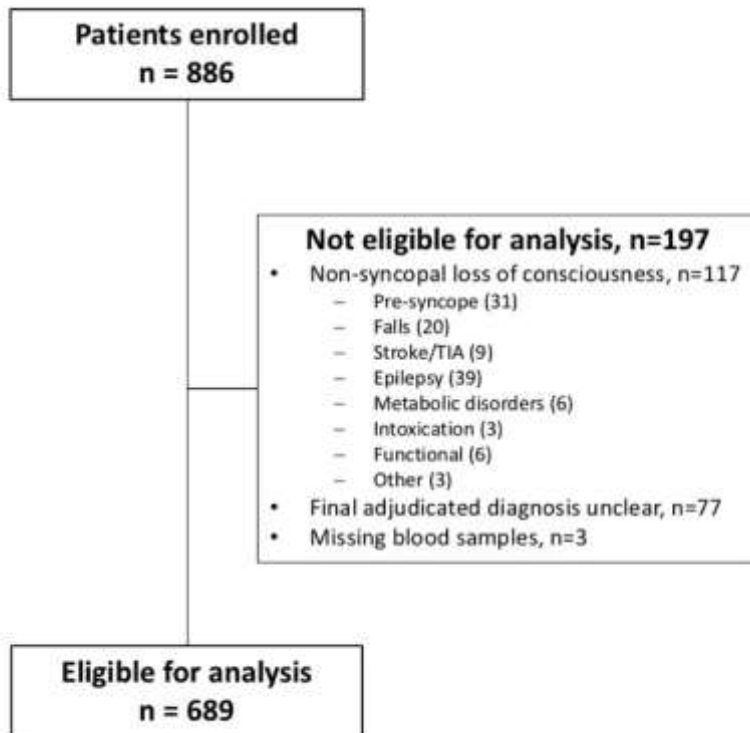 Patients enrolled
n = 886
Not eligible for analysis, n=197
• Non-syncopal loss of consciousness, n=117
– Pre-syncope (31)
– Falls (20)
– Stroke/TIA (9)
– Epilepsy (39)
– Metabolic disorders (6)
– Intoxication (3)
– Functional (6)
– Other (3)
• Final adjudicated diagnosis unclear, n=77
• Missing blood samples, n=3
Eligible for analysis
n = 689